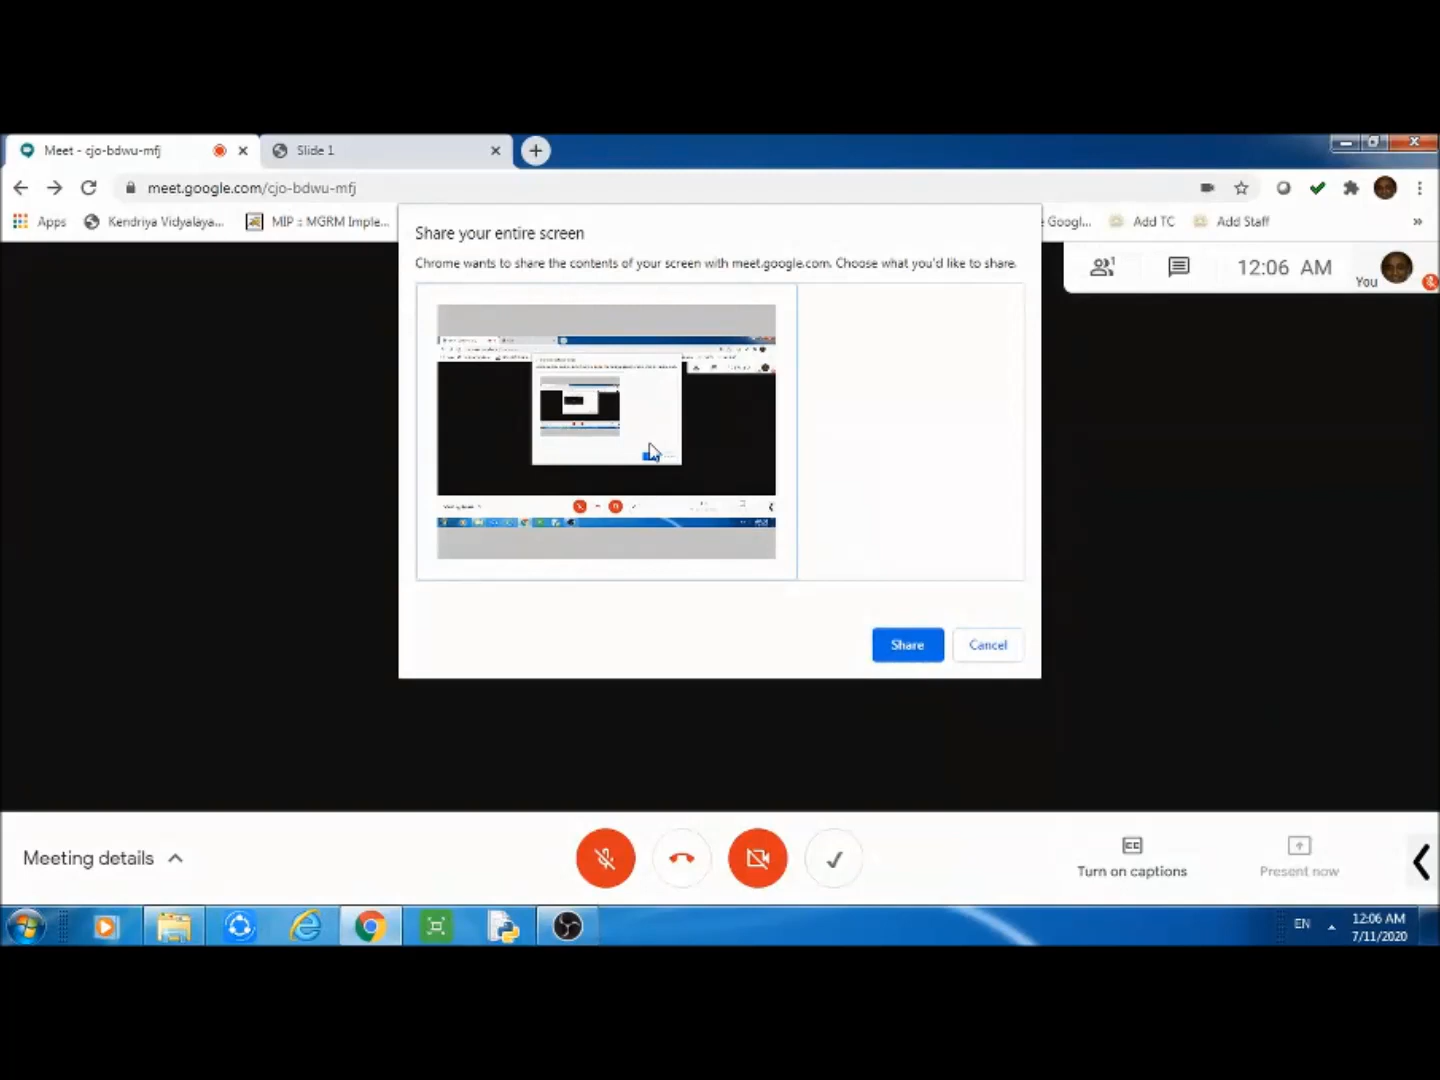 Meet - cjo-bdwu-mfj
Slide 1
meet.google.com/cjo-bdwu-mfj
Apps
Kendriya Vidyalaya...
MIP :: MGRM Imple...
Googl...
Add TC
Add Staff
Share your entire screen
Chrome wants to share the contents of your screen with meet.google.com. Choose what you'd like to share.
1
12:06 AM
You
Share
Cancel
Meeting details
CC
Turn on captions
Present now
EN
12:06 AM
7/11/2020